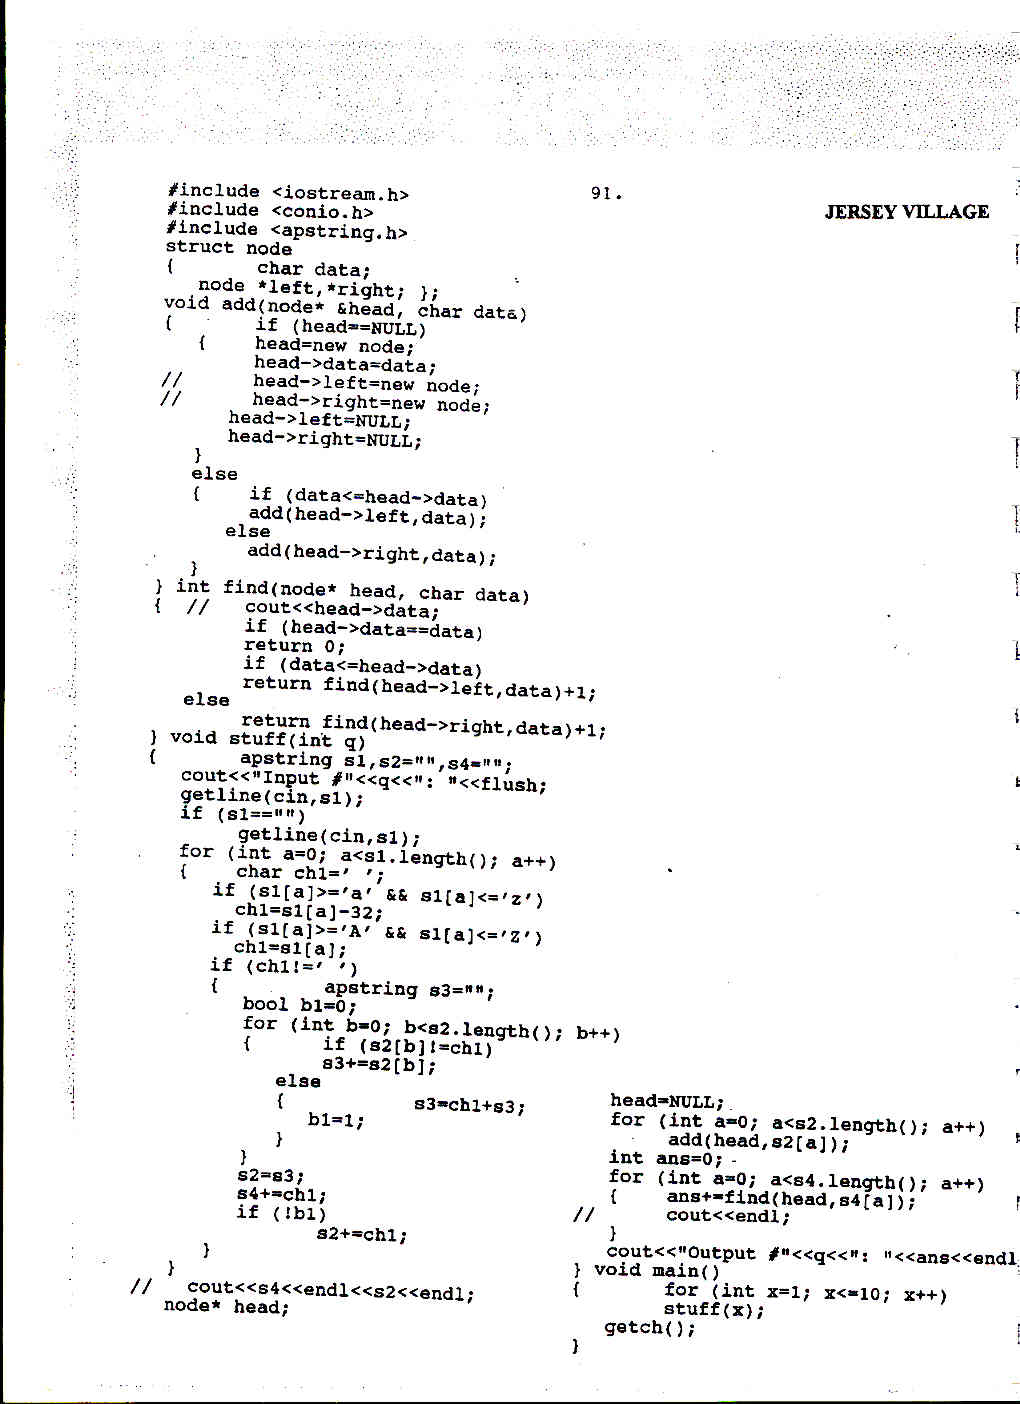 #include <iostream.h>
91.
#include <conio.h>
JERSEY VILLAGE
#include <apstring.h>
struct node
{ char data;
node *left,*right; };
void add(node* &head, char data)
{ if (head==NULL)
{ head=new node;
head->data=data;
// head->left=new node;
// head->right=new node;
head->left=NULL;
head->right=NULL;
}
else
{ if (data<=head->data)
add(head->left,data);
else
add(head->right,data);
}
} int find(node* head, char data)
{ // cout<<head->data;
if (head->data==data)
return 0;
if (data<=head->data)
return find(head->left,data)+1;
else
return find(head->right,data)+1;
} void stuff(int q)
{ apstring s1,s2="",s4="";
cout<<"Input #"<<q<<": "<<flush;
getline(cin,s1);
if (s1=="")
getline(cin,s1);
for (int a=0; a<s1.length(); a++)
{ char ch1=' ';
if (s1[a]>='a' && s1[a]<='z')
ch1=s1[a]-32;
if (s1[a]>='A' && s1[a]<='Z')
ch1=s1[a];
if (ch1!=' ')
{ apstring s3="";
bool b1=0;
for (int b=0; b<s2.length(); b++)
{ if (s2[b]!=ch1)
s3+=s2[b];
else
{ s3=ch1+s3;
b1=1;
}
}
s2=s3;
s4+=ch1;
if (!b1)
s2+=ch1;
}
}
// cout<<s4<<endl<<s2<<endl;
node* head;
head=NULL;
for (int a=0; a<s2.length(); a++)
add(head,s2[a]);
int ans=0;
for (int a=0; a<s4.length(); a++)
{ ans+=find(head,s4[a]);
// cout<<endl;
}
cout<<"Output #"<<q<<": "<<ans<<endl
} void main()
{ for (int x=1; x<=10; x++)
stuff(x);
getch();
}